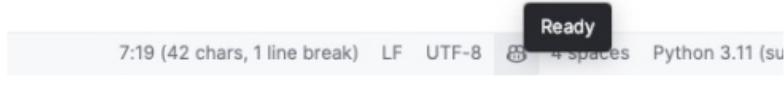 Ready
7:19 (42 chars, 1 line break) LF UTF-8 4 spaces Python 3.11 (su